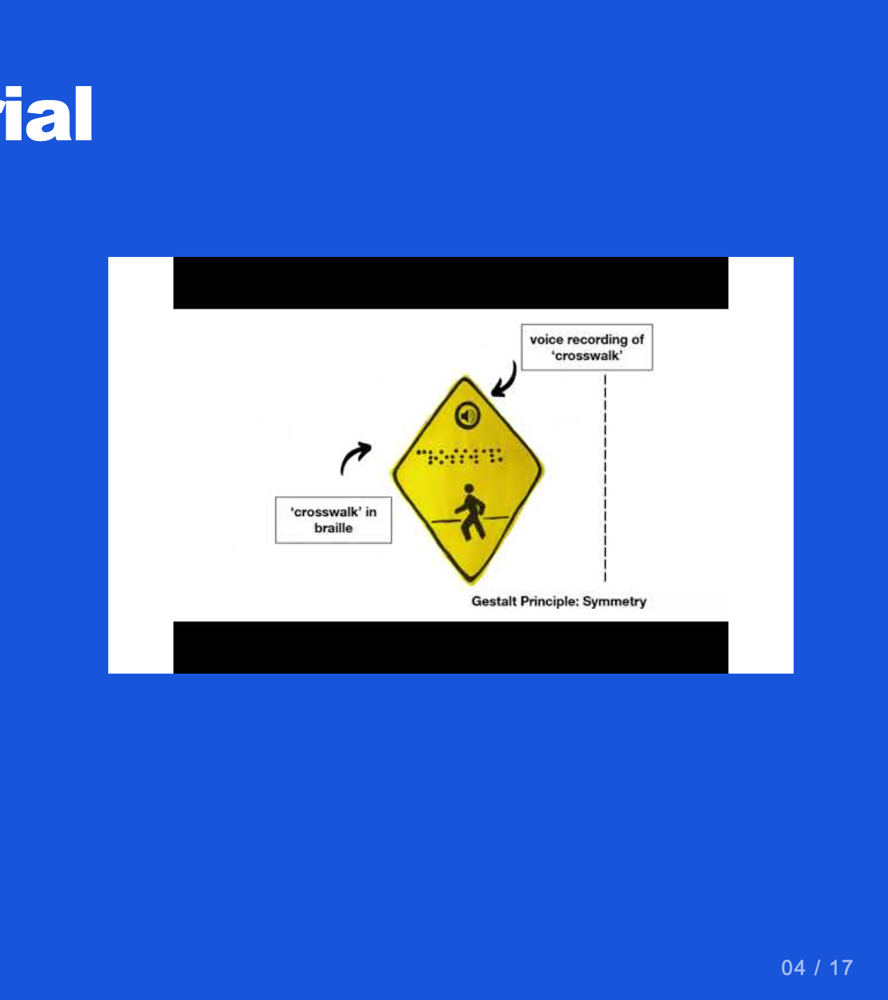 rial
voice recording of
‘crosswalk’
‘crosswalk’ in
braille
Gestalt Principle: Symmetry
04 / 17